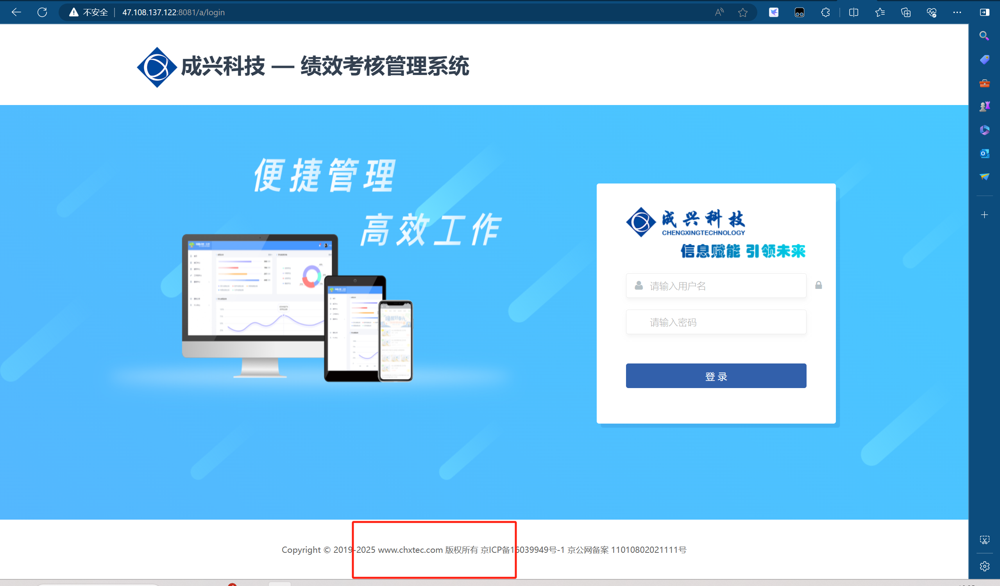 不安全 47.108.137.122:8081/a/login
成兴科技 — 绩效考核管理系统
便捷管理
高效工作
成兴科技
CHENGXINGTECHNOLOGY
信息赋能 引领未来
请输入用户名
请输入密码
登 录
Copyright © 2019-2025 www.chxtec.com 版权所有 京ICP备16039949号-1 京公网备案 11010802021111号